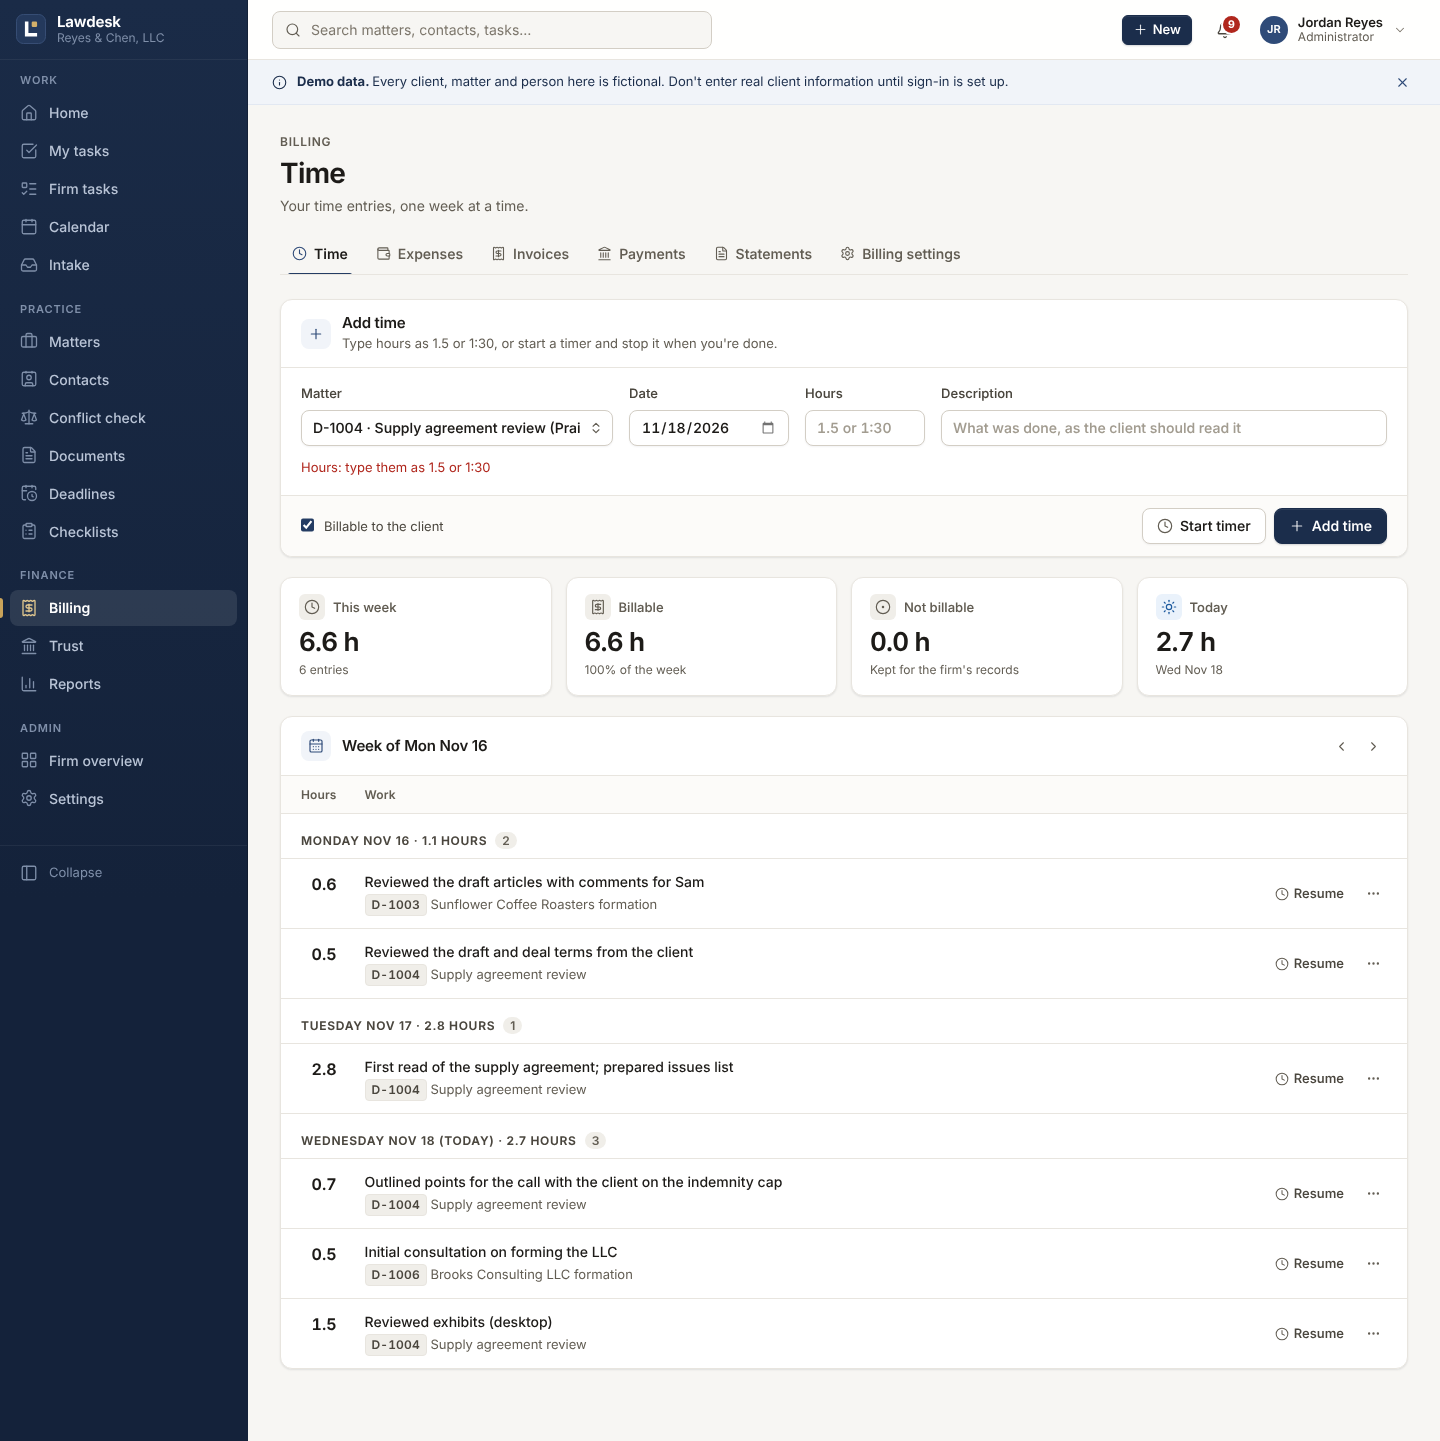 Lawdesk
Reyes & Chen, LLC
Search matters, contacts, tasks...
New
9
JR
Jordan Reyes
Administrator
Demo data. Every client, matter and person here is fictional. Don't enter real client information until sign-in is set up.
WORK
Home
My tasks
Firm tasks
Calendar
Intake
PRACTICE
Matters
Contacts
Conflict check
Documents
Deadlines
Checklists
FINANCE
Billing
Trust
Reports
ADMIN
Firm overview
Settings
Collapse
BILLING
Time
Your time entries, one week at a time.
Time
Expenses
Invoices
Payments
Statements
Billing settings
Add time
Type hours as 1.5 or 1:30, or start a timer and stop it when you're done.
Matter
Date
Hours
Description
D-1004 · Supply agreement review (Prai
11/18/2026
1.5 or 1:30
What was done, as the client should read it
Hours: type them as 1.5 or 1:30
Billable to the client
Start timer
Add time
This week
6.6 h
6 entries
Billable
6.6 h
100% of the week
Not billable
0.0 h
Kept for the firm's records
Today
2.7 h
Wed Nov 18
Week of Mon Nov 16
Hours
Work
MONDAY NOV 16 · 1.1 HOURS 2
0.6
Reviewed the draft articles with comments for Sam
D-1003 Sunflower Coffee Roasters formation
Resume
0.5
Reviewed the draft and deal terms from the client
D-1004 Supply agreement review
Resume
TUESDAY NOV 17 · 2.8 HOURS 1
2.8
First read of the supply agreement; prepared issues list
D-1004 Supply agreement review
Resume
WEDNESDAY NOV 18 (TODAY) · 2.7 HOURS 3
0.7
Outlined points for the call with the client on the indemnity cap
D-1004 Supply agreement review
Resume
0.5
Initial consultation on forming the LLC
D-1006 Brooks Consulting LLC formation
Resume
1.5
Reviewed exhibits (desktop)
D-1004 Supply agreement review
Resume